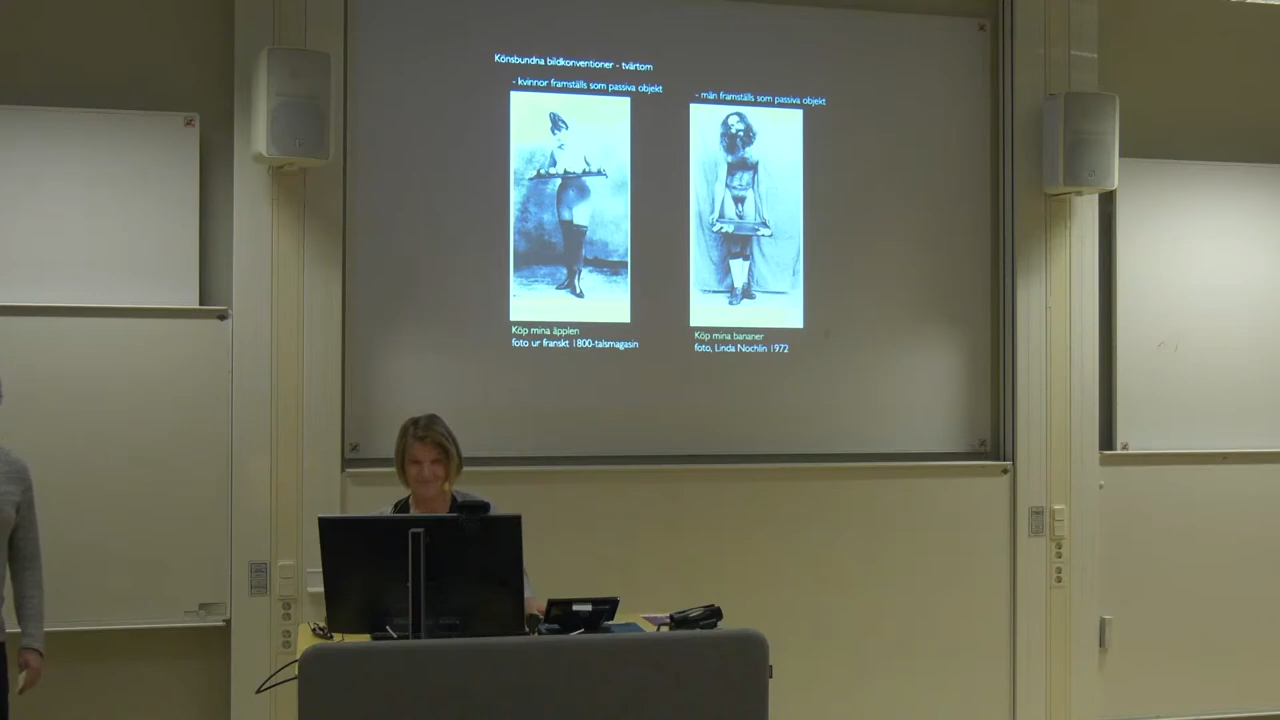 Könsbundna bildkonventioner - tvärtom
- kvinnor framställs som passiva objekt
- män framställs som passiva objekt
Köp mina äpplen
foto ur franskt 1800-talsmagasin
Köp mina bananer
foto, Linda Nochlin 1972